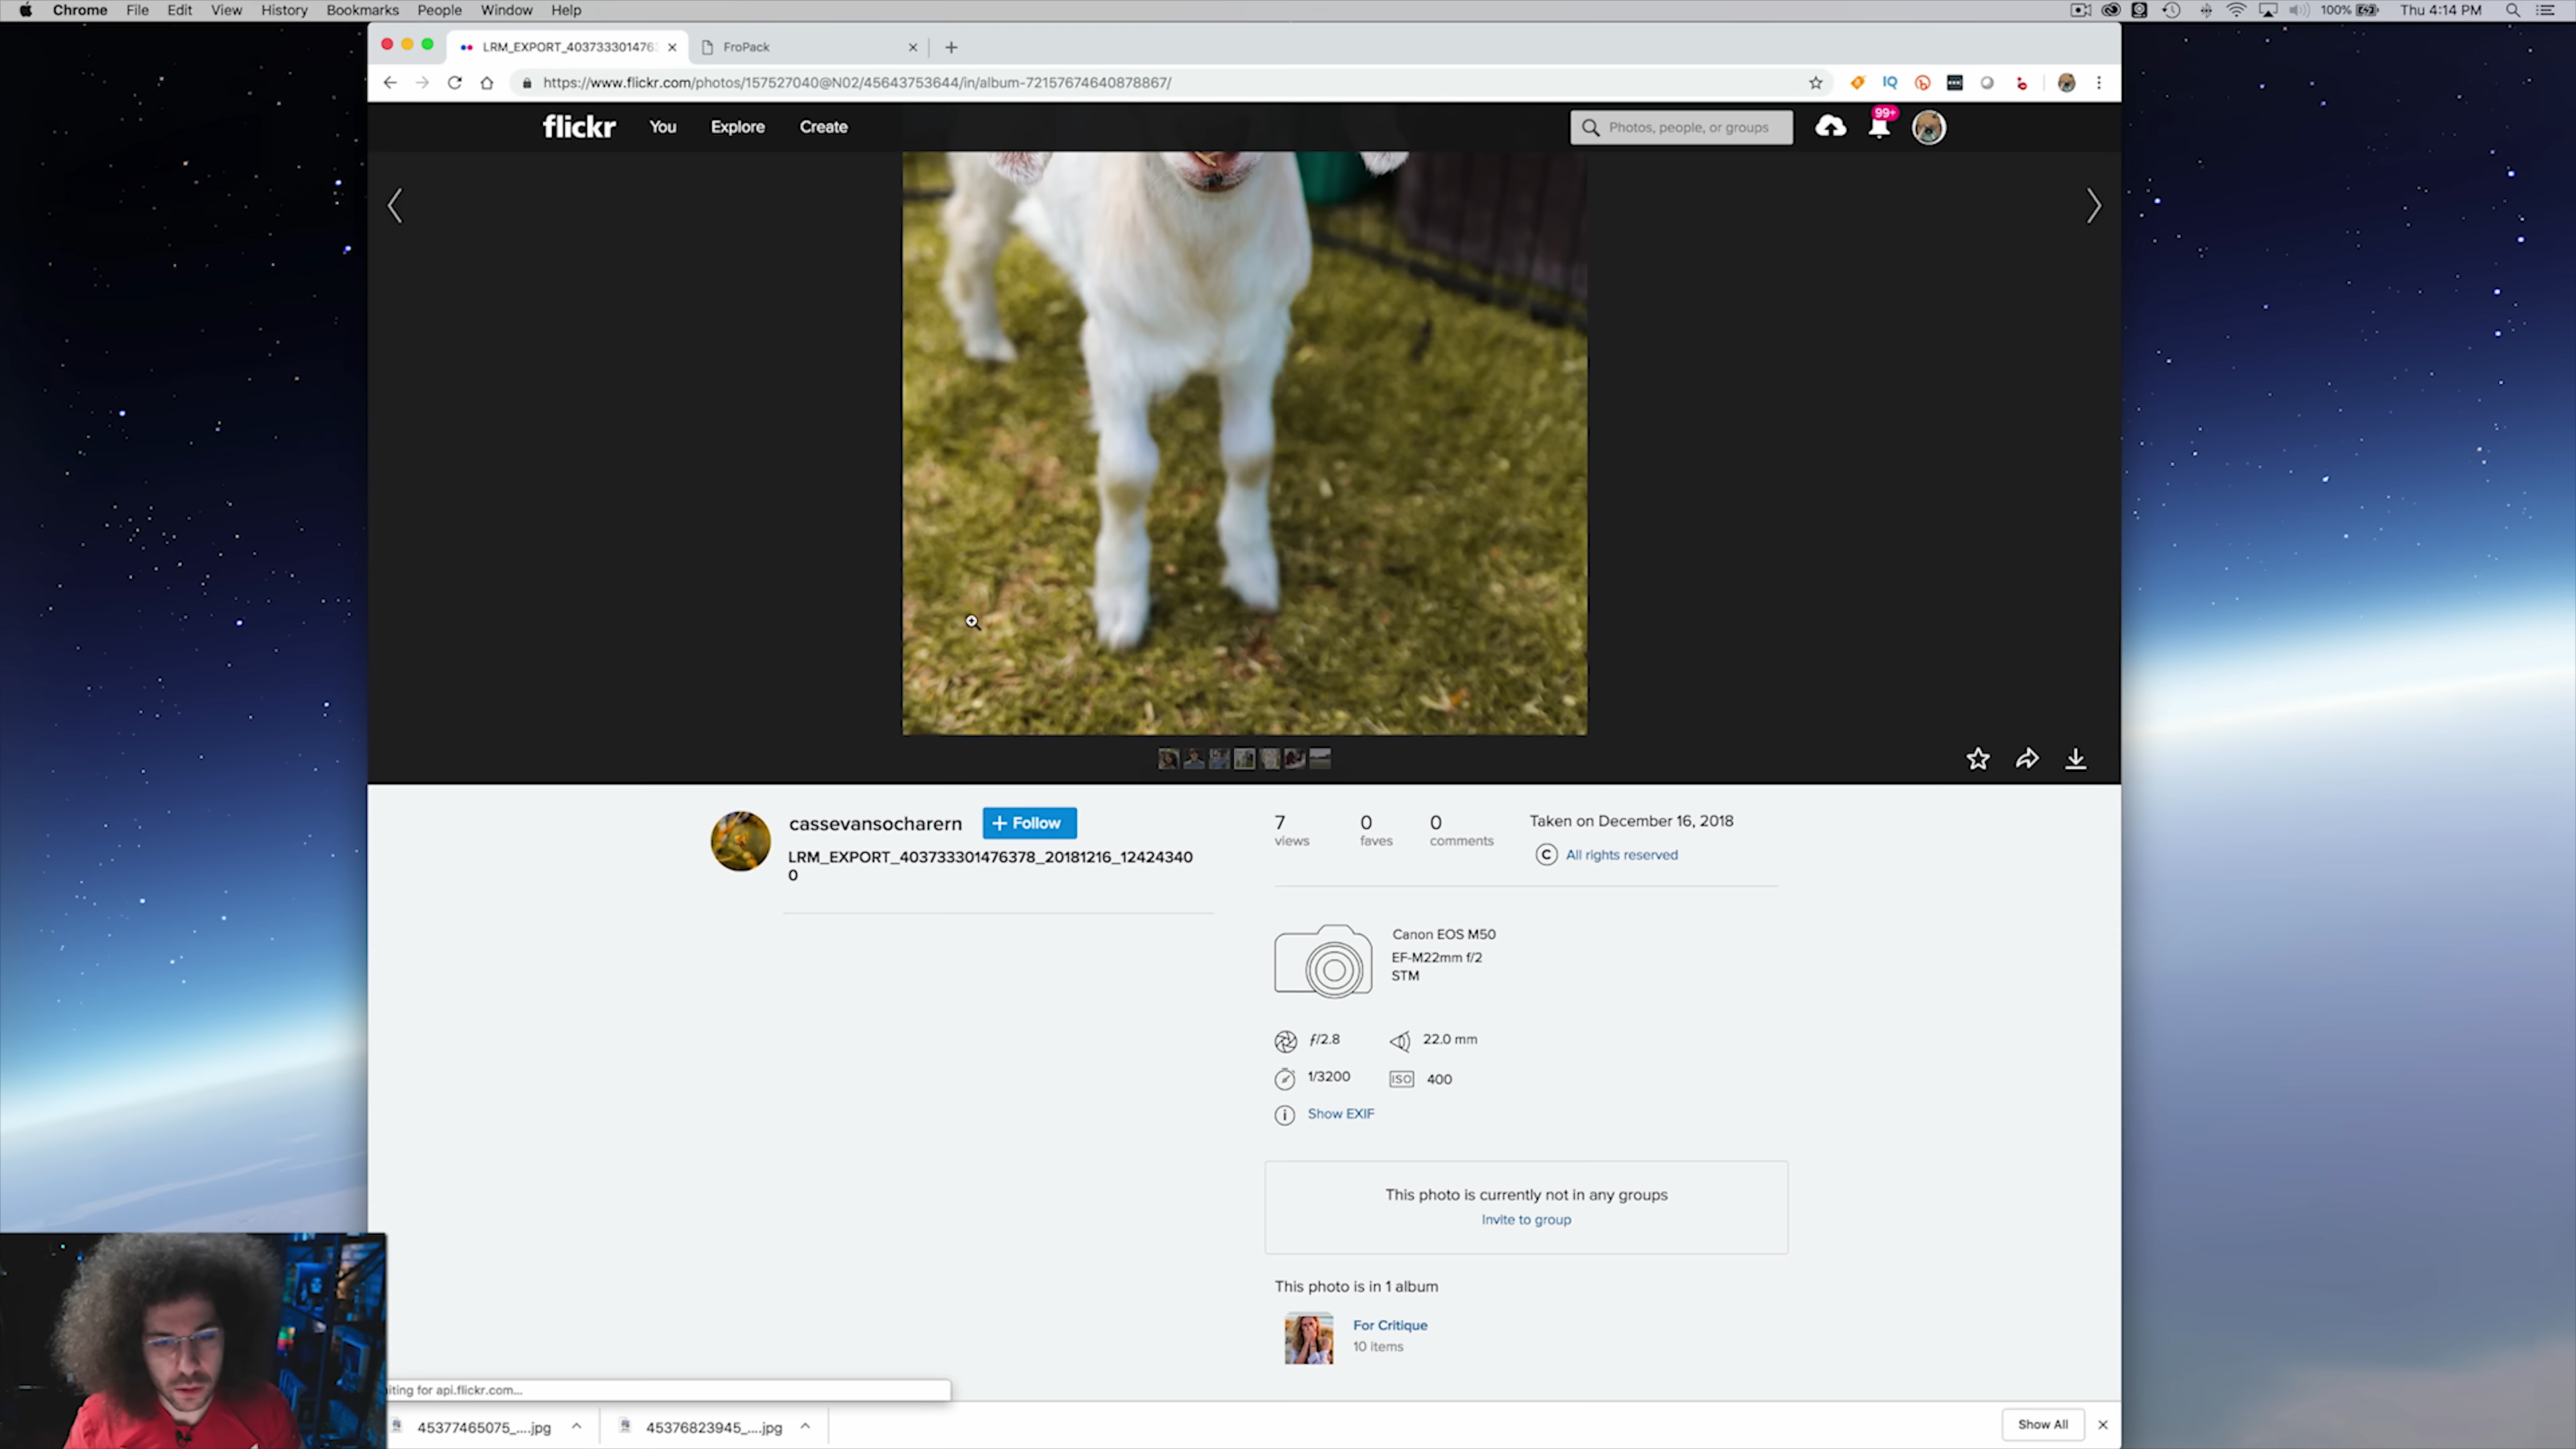 Chrome File Edit View History Bookmarks People Window Help
100% Thu 4:14 PM
LRM_EXPORT_403733301476
FroPack
https://www.flickr.com/photos/157527040@N02/45643753644/in/album-72157674640878867/
IQ
flickr You Explore Create
Photos, people, or groups
99+
cassevansocharern
+ Follow
LRM_EXPORT_403733301476378_20181216_12424340
0
7 views
0 faves
0 comments
Taken on December 16, 2018
All rights reserved
Canon EOS M50
EF-M22mm f/2
STM
f/2.8
22.0 mm
1/3200
ISO 400
Show EXIF
This photo is currently not in any groups
Invite to group
This photo is in 1 album
For Critique
10 items
iting for api.flickr.com...
45377465075_....jpg
45376823945_....jpg
Show All